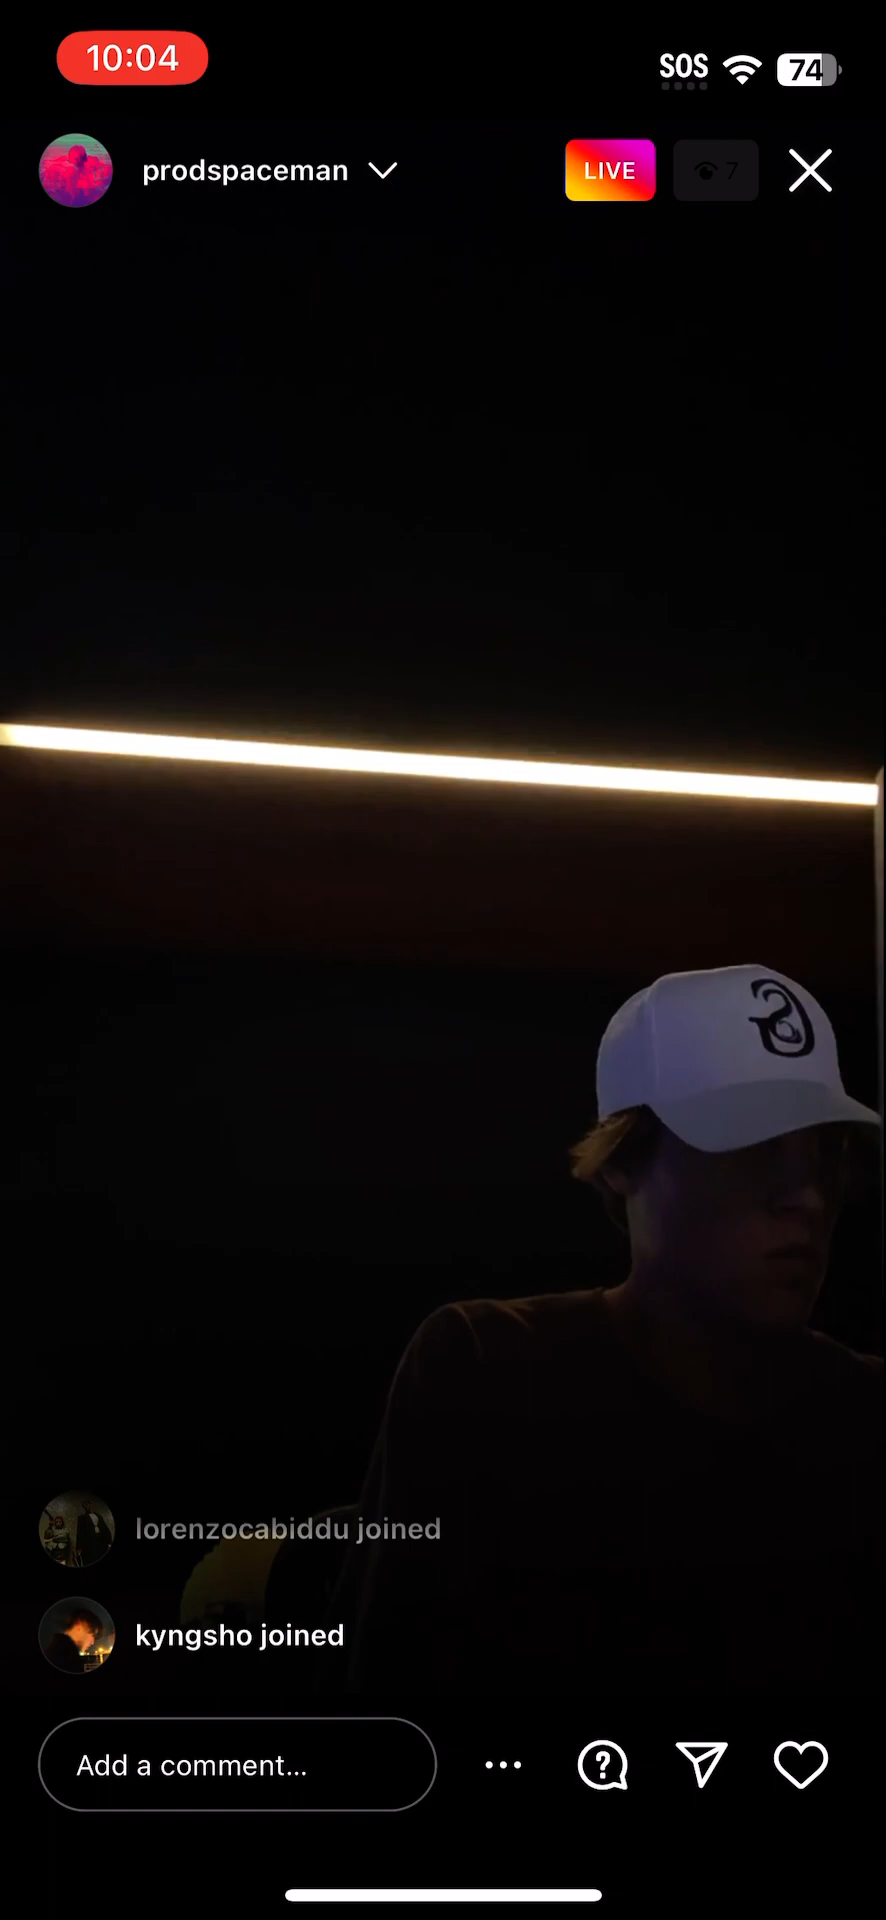 10:04
SOS
74
prodspaceman
LIVE
7
lorenzocabiddu joined
kyngsho joined
Add a comment...